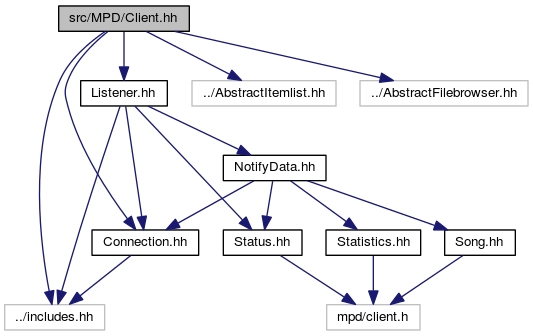 src/MPD/Client.hh
Listener.hh
../AbstractItemlist.hh
../AbstractFilebrowser.hh
NotifyData.hh
Connection.hh
Status.hh
Statistics.hh
Song.hh
../includes.hh
mpd/client.h